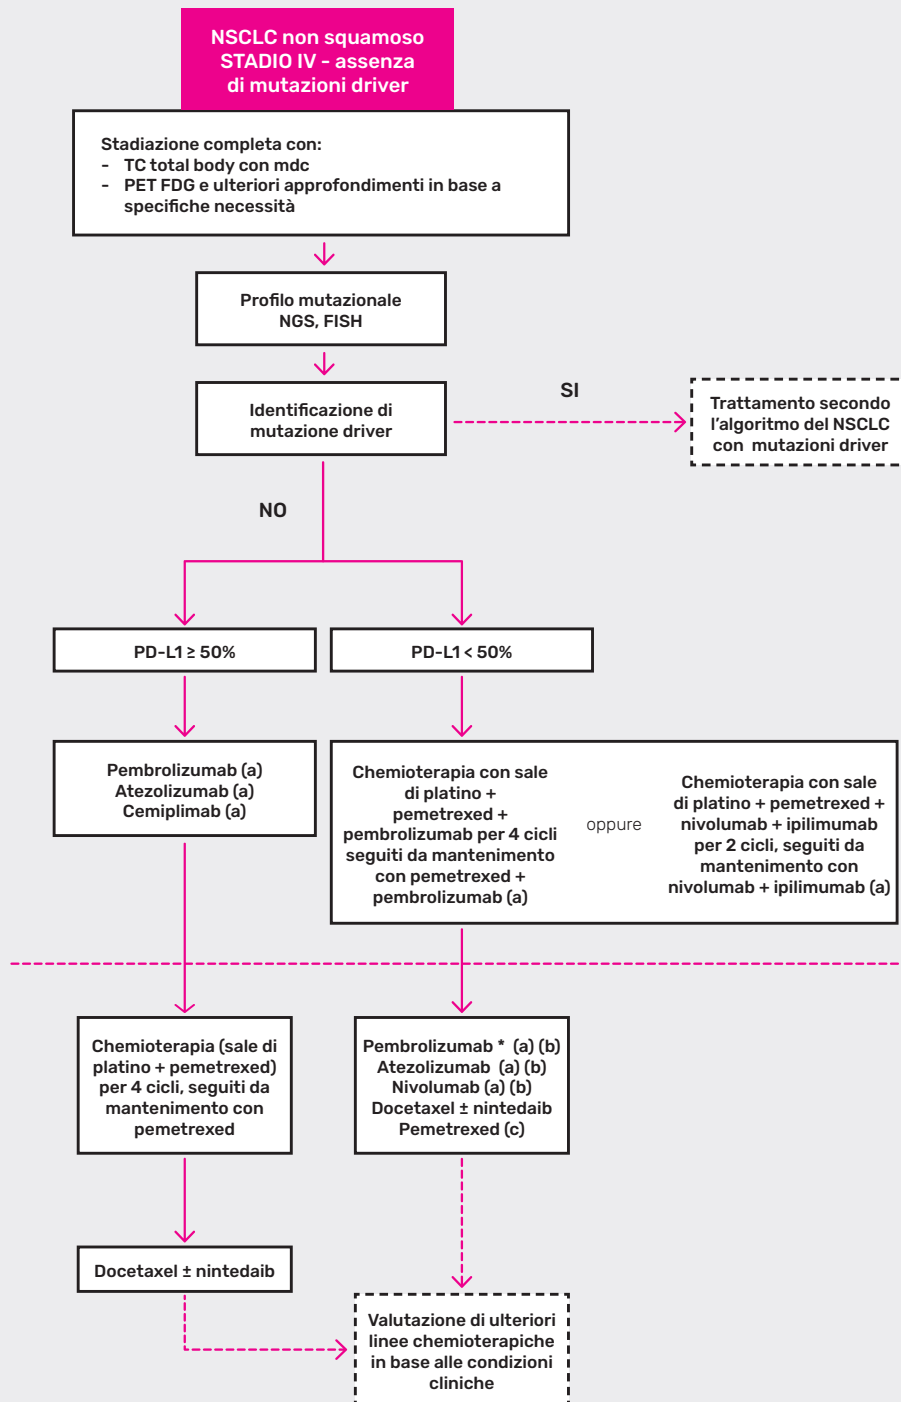 NSCLC non squamoso
STADIO IV - assenza
di mutazioni driver
Stadiazione completa con:
- TC total body con mdc
- PET FDG e ulteriori approfondimenti in base a
specifiche necessità
Profilo mutazionale
NGS, FISH
Identificazione di
mutazione driver
SI
Trattamento secondo
l'algoritmo del NSCLC
con mutazioni driver
NO
PD-L1 ≥ 50%
PD-L1 < 50%
Pembrolizumab (a)
Atezolizumab (a)
Cemiplimab (a)
Chemioterapia con sale
di platino +
pemetrexed +
pembrolizumab per 4 cicli
seguiti da mantenimento
con pemetrexed +
pembrolizumab (a)
oppure
Chemioterapia con sale
di platino + pemetrexed +
nivolumab + ipilimumab
per 2 cicli, seguiti da
mantenimento con
nivolumab + ipilimumab (a)
Chemioterapia (sale di
platino + pemetrexed)
per 4 cicli, seguiti da
mantenimento con
pemetrexed
Pembrolizumab * (a) (b)
Atezolizumab (a) (b)
Nivolumab (a) (b)
Docetaxel ± nintedaib
Pemetrexed (c)
Docetaxel ± nintedaib
Valutazione di ulteriori
linee chemioterapiche
in base alle condizioni
cliniche